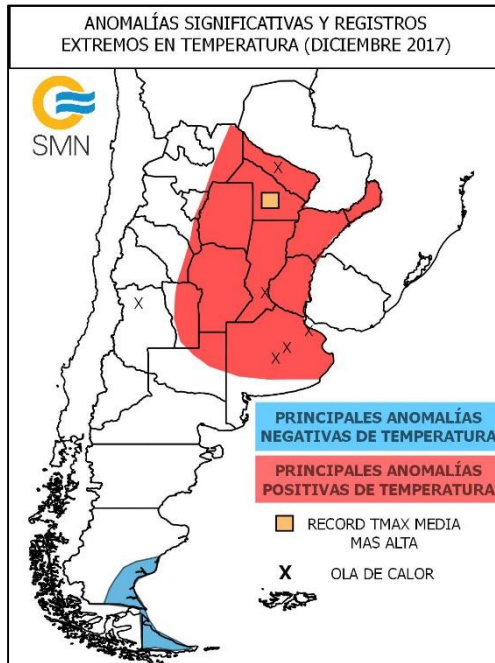 ANOMALÍAS SIGNIFICATIVAS Y REGISTROS
EXTREMOS EN TEMPERATURA (DICIEMBRE 2017)
SMN
X
X
X
X
X
X
PRINCIPALES ANOMALÍAS
NEGATIVAS DE TEMPERATURA
PRINCIPALES ANOMALÍAS
POSITIVAS DE TEMPERATURA
RECORD TMAX MEDIA
MAS ALTA
X OLA DE CALOR